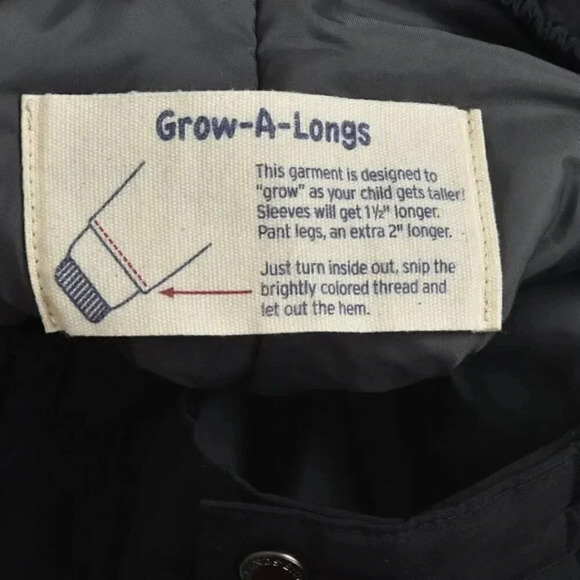 Grow-A-Longs
This garment is designed to
"grow" as your child gets taller!
Sleeves will get 1½" longer.
Pant legs, an extra 2" longer.
Just turn inside out, snip the
brightly colored thread and
let out the hem.